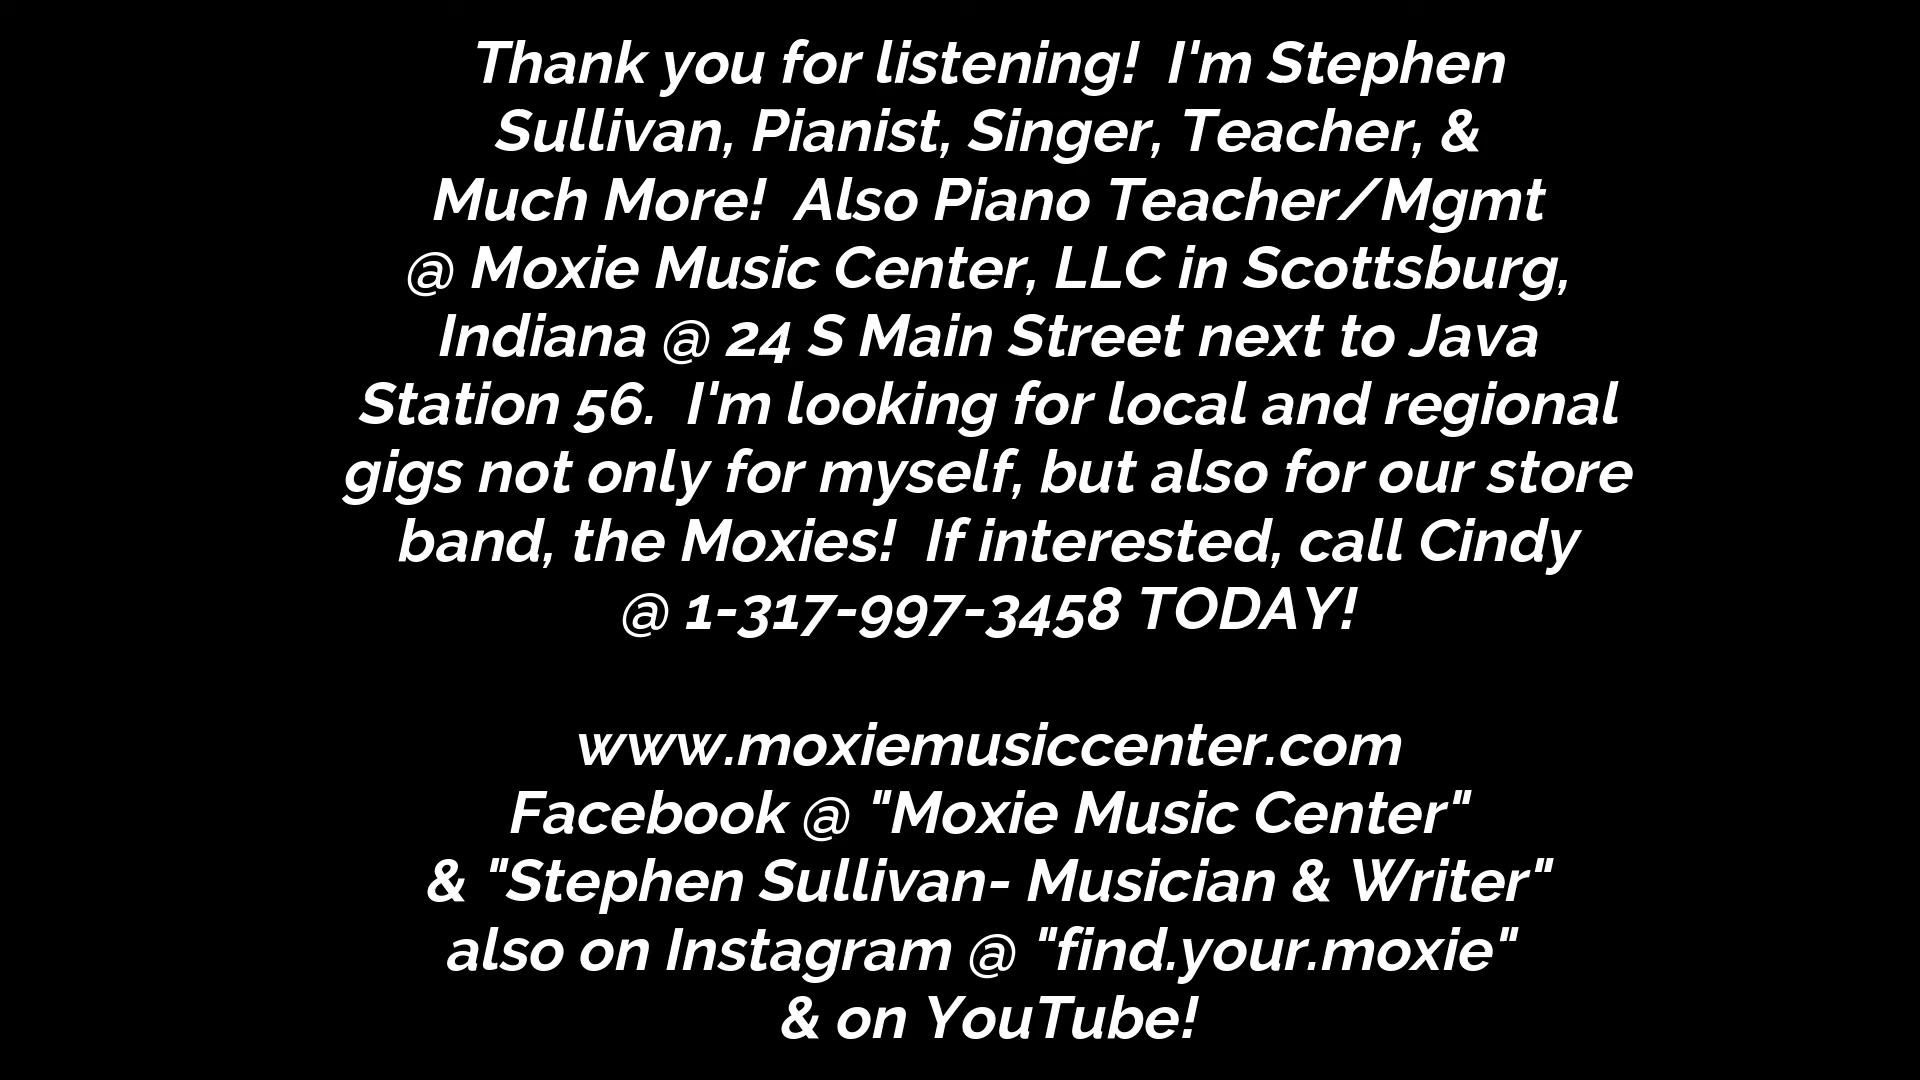 Thank you for listening!  I'm Stephen
Sullivan, Pianist, Singer, Teacher, &
Much More!  Also Piano Teacher/Mgmt
@ Moxie Music Center, LLC in Scottsburg,
Indiana @ 24 S Main Street next to Java
Station 56.  I'm looking for local and regional
gigs not only for myself, but also for our store
band, the Moxies!  If interested, call Cindy
@ 1-317-997-3458 TODAY!
www.moxiemusiccenter.com
Facebook @ "Moxie Music Center"
& "Stephen Sullivan- Musician & Writer"
also on Instagram @ "find.your.moxie"
& on YouTube!